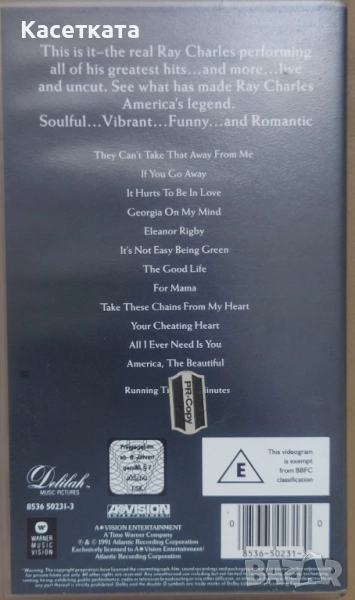 Касетката
This is it–the real Ray Charles performing
all of his greatest hits...and more...live
and uncut. See what has made Ray Charles
America's legend.
Soulful...Vibrant...Funny...and Romantic
They Can't Take That Away From Me
If You Go Away
It Hurts To Be In Love
Georgia On My Mind
Eleanor Rigby
It's Not Easy Being Green
The Good Life
For Mama
Take These Chains From My Heart
Your Cheating Heart
All I Ever Need Is You
America, The Beautiful
Running
PR-Copy
Delilah
MUSIC PICTURES
8536 50231-3
A✶VISION
E
This videogram
is exempt
from BBFC
classification
WARNER
MUSIC
VISION
A✶VISION ENTERTAINMENT
A Time Warner Company
℗ & © 1991 Atlantic Recording Corporation
Exclusively licensed to A✶Vision Entertainment/
Atlantic Recording Corporation
8536-50231-3